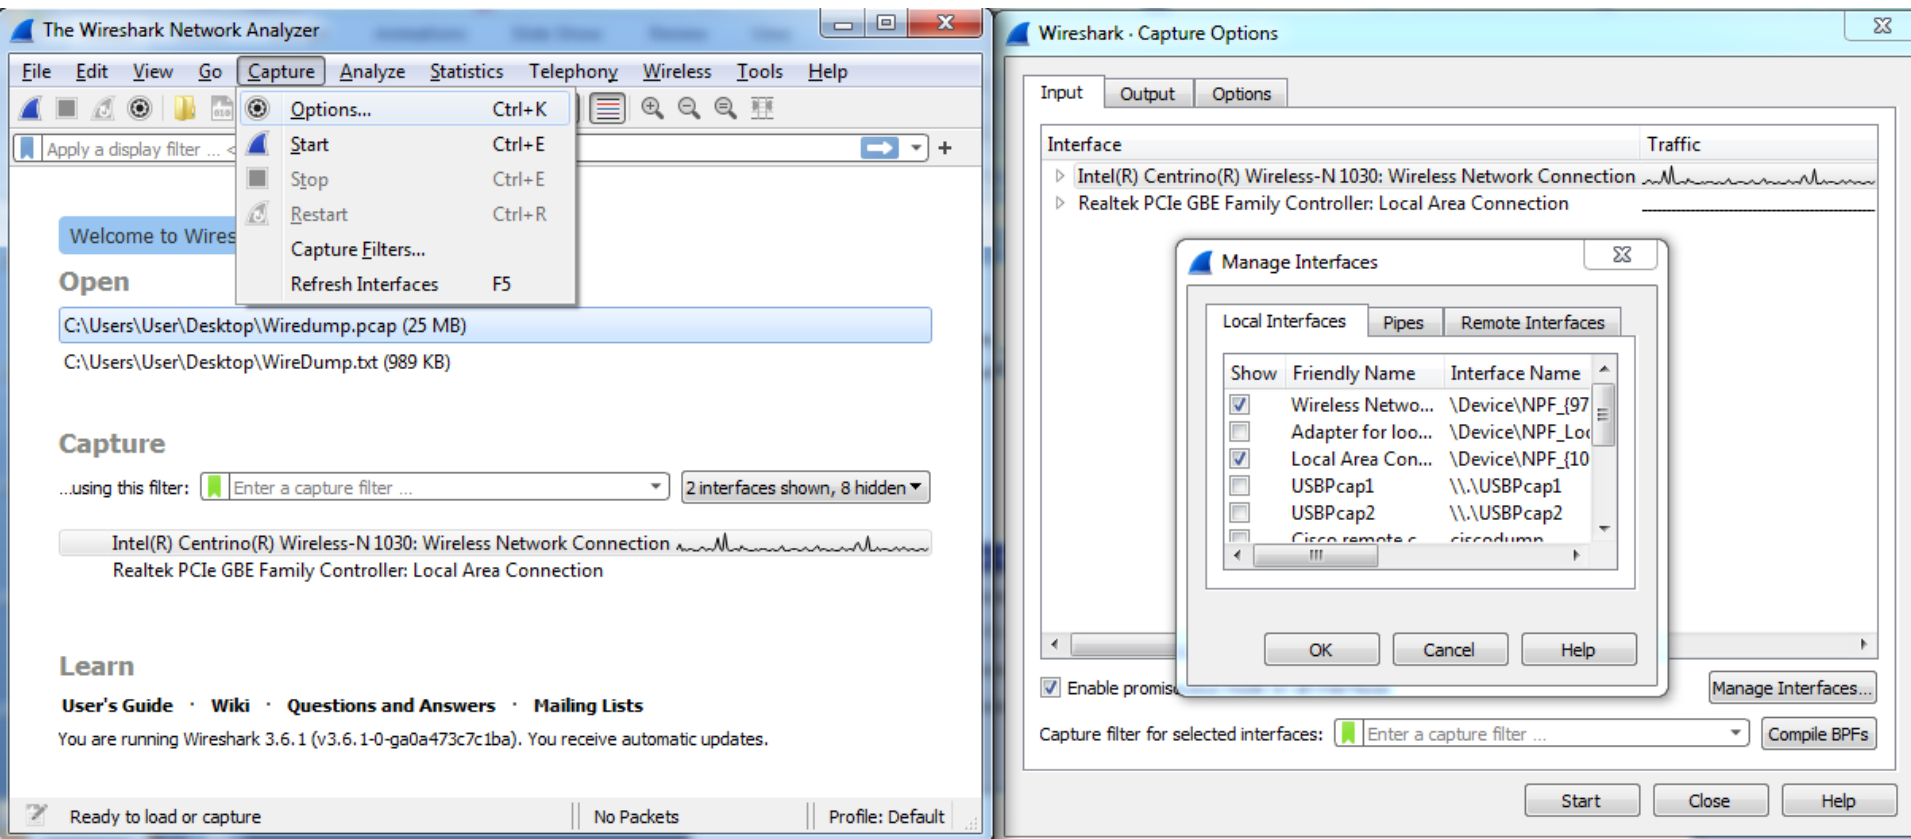 The Wireshark Network Analyzer
File Edit View Go Capture Analyze Statistics Telephony Wireless Tools Help
Options... Ctrl+K
Apply a display filter ... <
Start Ctrl+E
Stop Ctrl+E
Restart Ctrl+R
Capture Filters...
Refresh Interfaces F5
Welcome to Wires
Open
C:\Users\User\Desktop\Wiredump.pcap (25 MB)
C:\Users\User\Desktop\WireDump.txt (989 KB)
Capture
...using this filter: Enter a capture filter ... 2 interfaces shown, 8 hidden
Intel(R) Centrino(R) Wireless-N 1030: Wireless Network Connection
Realtek PCIe GBE Family Controller: Local Area Connection
Learn
User's Guide · Wiki · Questions and Answers · Mailing Lists
You are running Wireshark 3.6.1 (v3.6.1-0-ga0a473c7c1ba). You receive automatic updates.
Ready to load or capture No Packets Profile: Default
Wireshark · Capture Options
Input Output Options
Interface Traffic
Intel(R) Centrino(R) Wireless-N 1030: Wireless Network Connection
Realtek PCIe GBE Family Controller: Local Area Connection
Manage Interfaces
Local Interfaces Pipes Remote Interfaces
Show Friendly Name Interface Name
Wireless Netwo... \Device\NPF_{97
Adapter for loo... \Device\NPF_Loo
Local Area Con... \Device\NPF_{10
USBPcap1 \\.\USBPcap1
USBPcap2 \\.\USBPcap2
Cisco remote c ciscodump
OK Cancel Help
Enable promis
Manage Interfaces...
Capture filter for selected interfaces: Enter a capture filter ... Compile BPFs
Start Close Help